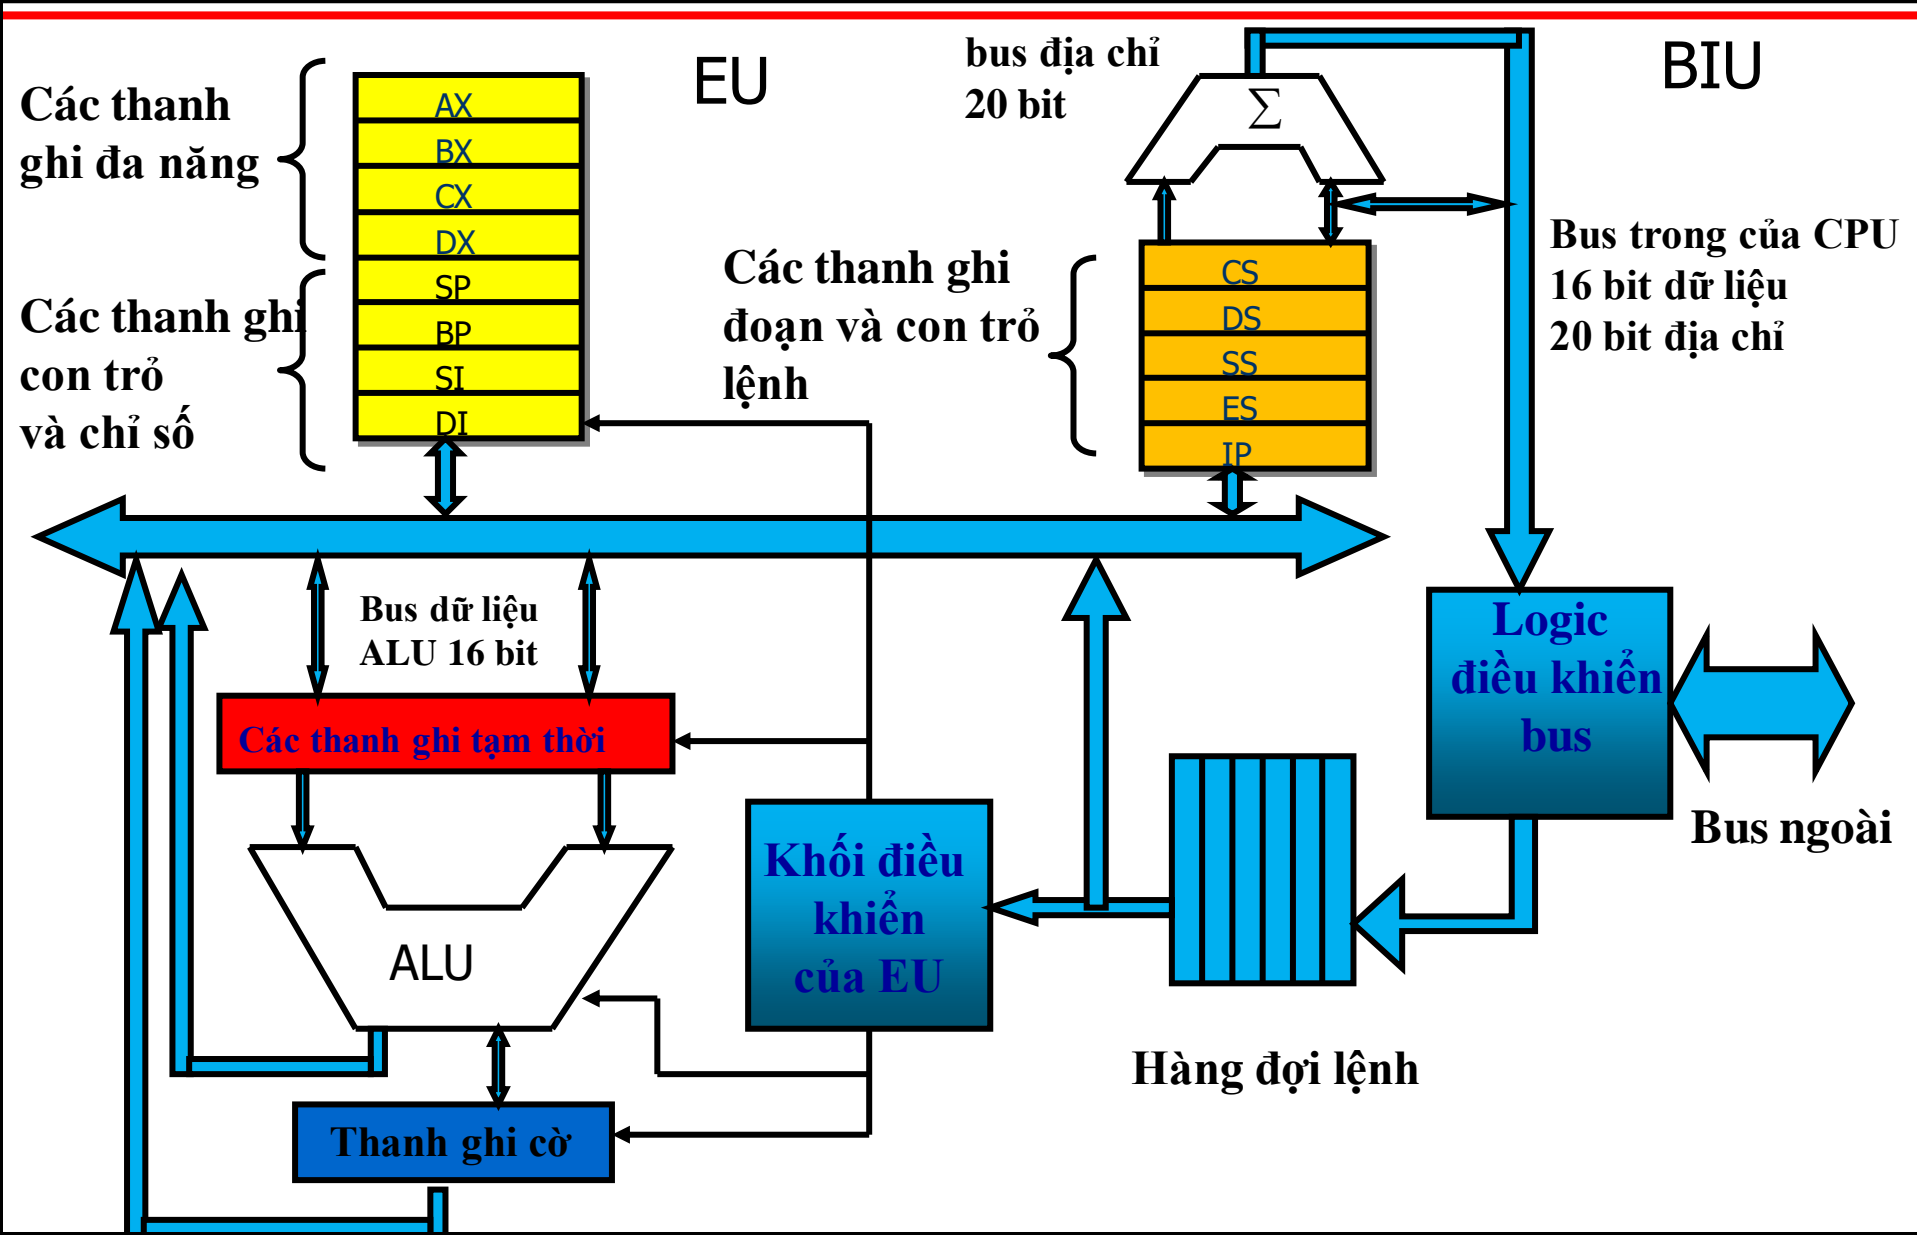 EU
BIU
bus địa chỉ
20 bit
Các thanh
ghi đa năng
AX
BX
CX
DX
SP
BP
SI
DI
Các thanh ghi
con trỏ
và chỉ số
∑
Các thanh ghi
đoạn và con trỏ
lệnh
CS
DS
SS
ES
IP
Bus trong của CPU
16 bit dữ liệu
20 bit địa chỉ
Bus dữ liệu
ALU 16 bit
Các thanh ghi tạm thời
ALU
Thanh ghi cờ
Khối điều
khiển
của EU
Hàng đợi lệnh
Logic
điều khiển
bus
Bus ngoài